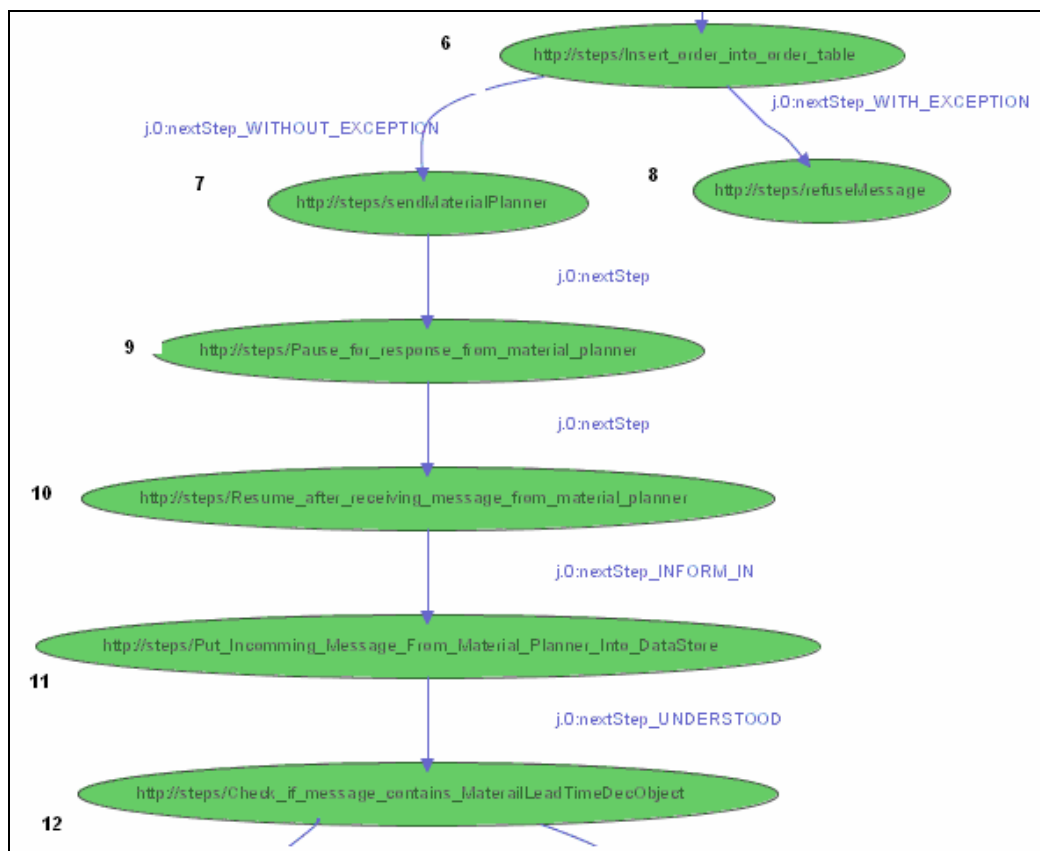 6
http://steps/Insert_order_into_order_table
j.0:nextStep_WITH_EXCEPTION
j.0:nextStep_WITHOUT_EXCEPTION
7
8
http://steps/refuseMessage
http://steps/sendMaterialPlanner
j.0:nextStep
9
http://steps/Pause_for_response_from_material_planner
j.0:nextStep
10
http://steps/Resume_after_receiving_message_from_material_planner
j.0:nextStep_INFORM_IN
http://steps/Put_Incomming_Message_From_Material_Planner_Into_DataStore
11
j.0:nextStep_UNDERSTOOD
http://steps/Check_if_message_contains_MaterailLeadTimeDecObject
12